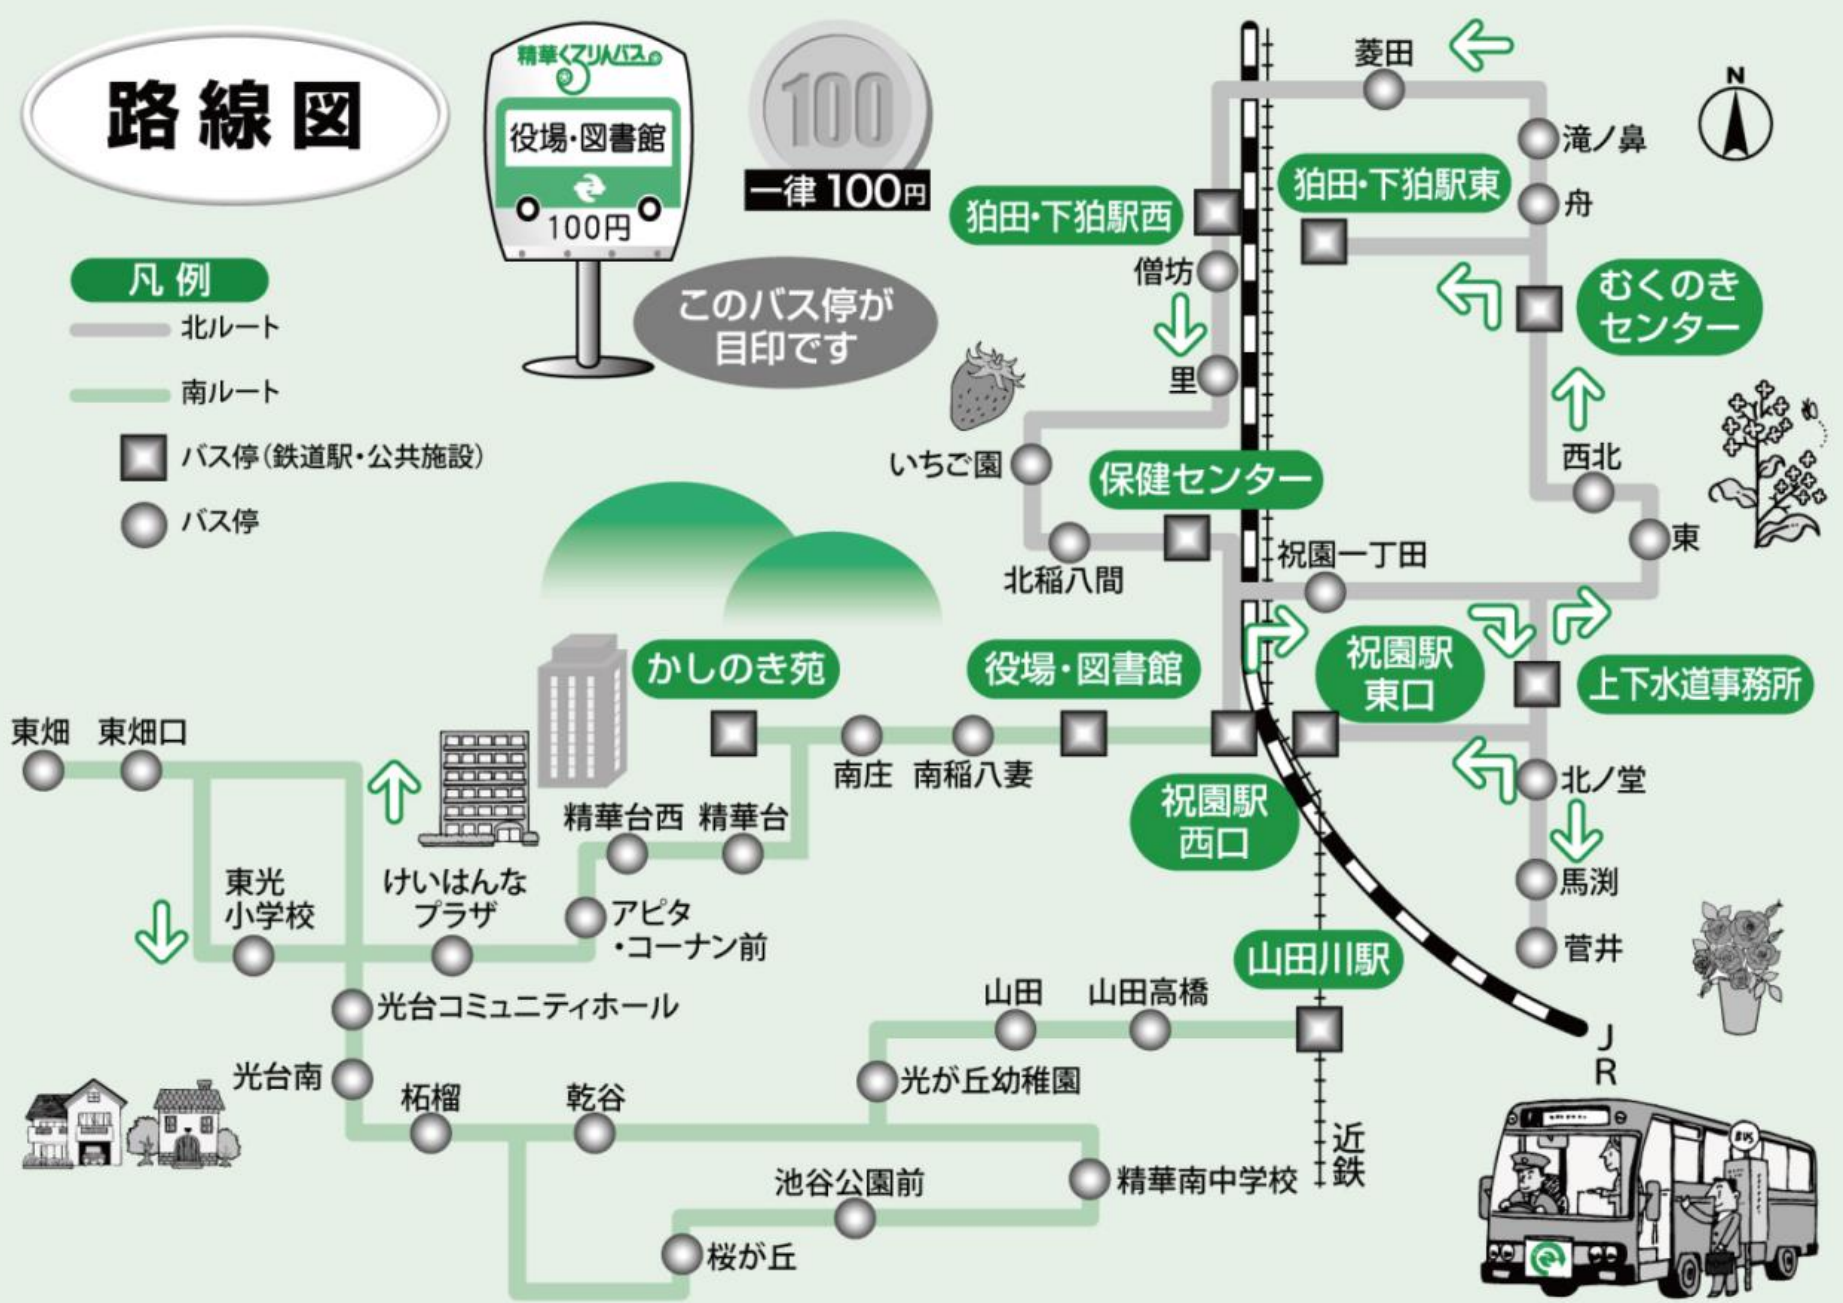 路線図
精華くるりんバス
役場・図書館
100円
100
一律100円
このバス停が
目印です
凡例
北ルート
南ルート
バス停(鉄道駅・公共施設)
バス停
N
菱田
滝ノ鼻
舟
狛田・下狛駅東
狛田・下狛駅西
僧坊
里
むくのき
センター
西北
東
いちご園
保健センター
北稲八間
祝園一丁田
かしのき苑
役場・図書館
祝園駅
東口
上下水道事務所
東畑
東畑口
南庄
南稲八妻
祝園駅
西口
北ノ堂
精華台西
精華台
東光
小学校
けいはんな
プラザ
アピタ
・コーナン前
馬渕
菅井
山田川駅
山田
山田高橋
光台コミュニティホール
光台南
柘榴
乾谷
光が丘幼稚園
池谷公園前
精華南中学校
桜が丘
近鉄
JR
BUS